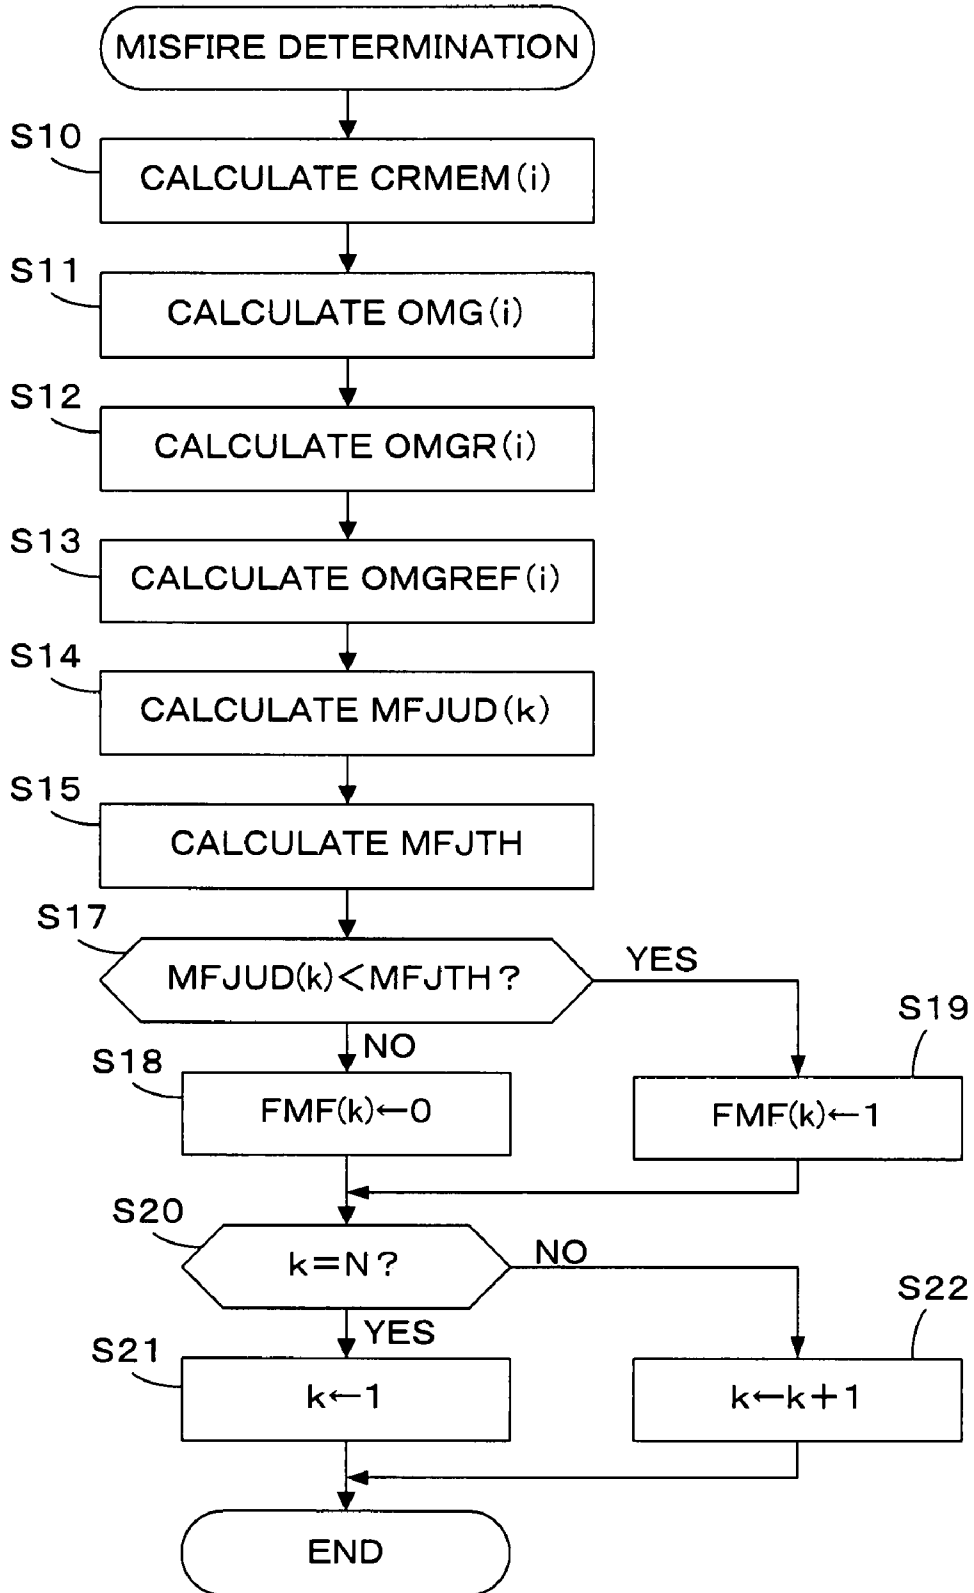 MISFIRE DETERMINATION
S10
CALCULATE CRMEM(i)
S11
CALCULATE OMG(i)
S12
CALCULATE OMGR(i)
S13
CALCULATE OMGREF(i)
S14
CALCULATE MFJUD(k)
S15
CALCULATE MFJTH
S17
MFJUD(k)<MFJTH?
YES
NO
S18
FMF(k)←0
S19
FMF(k)←1
S20
k=N?
NO
YES
S21
k←1
S22
k←k+1
END